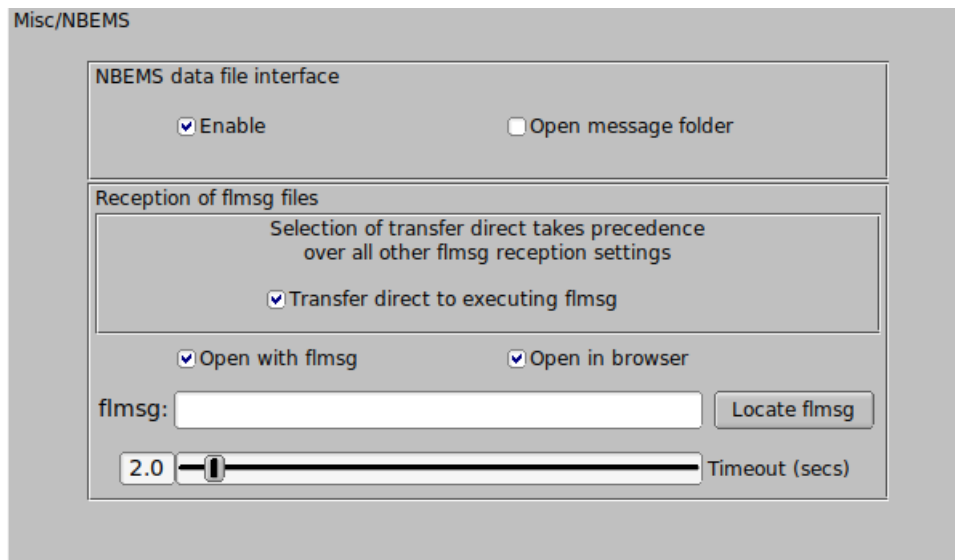 Misc/NBEMS
NBEMS data file interface
Enable
Open message folder
Reception of flmsg files
Selection of transfer direct takes precedence
over all other flmsg reception settings
Transfer direct to executing flmsg
Open with flmsg
Open in browser
flmsg:
Locate flmsg
2.0
Timeout (secs)